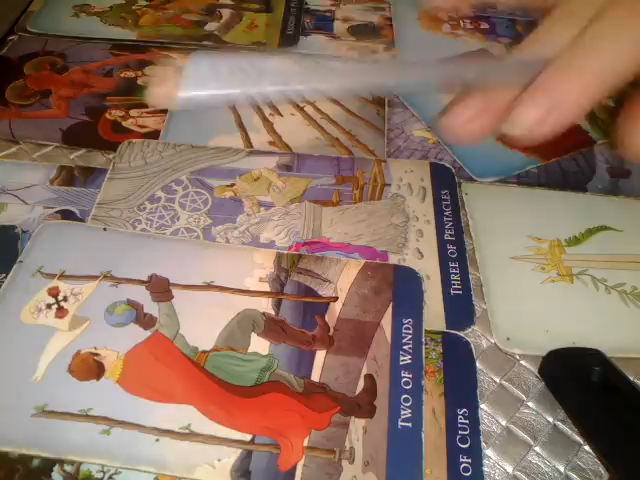 THREE OF PENTACLES
TWO OF WANDS
OF CUPS